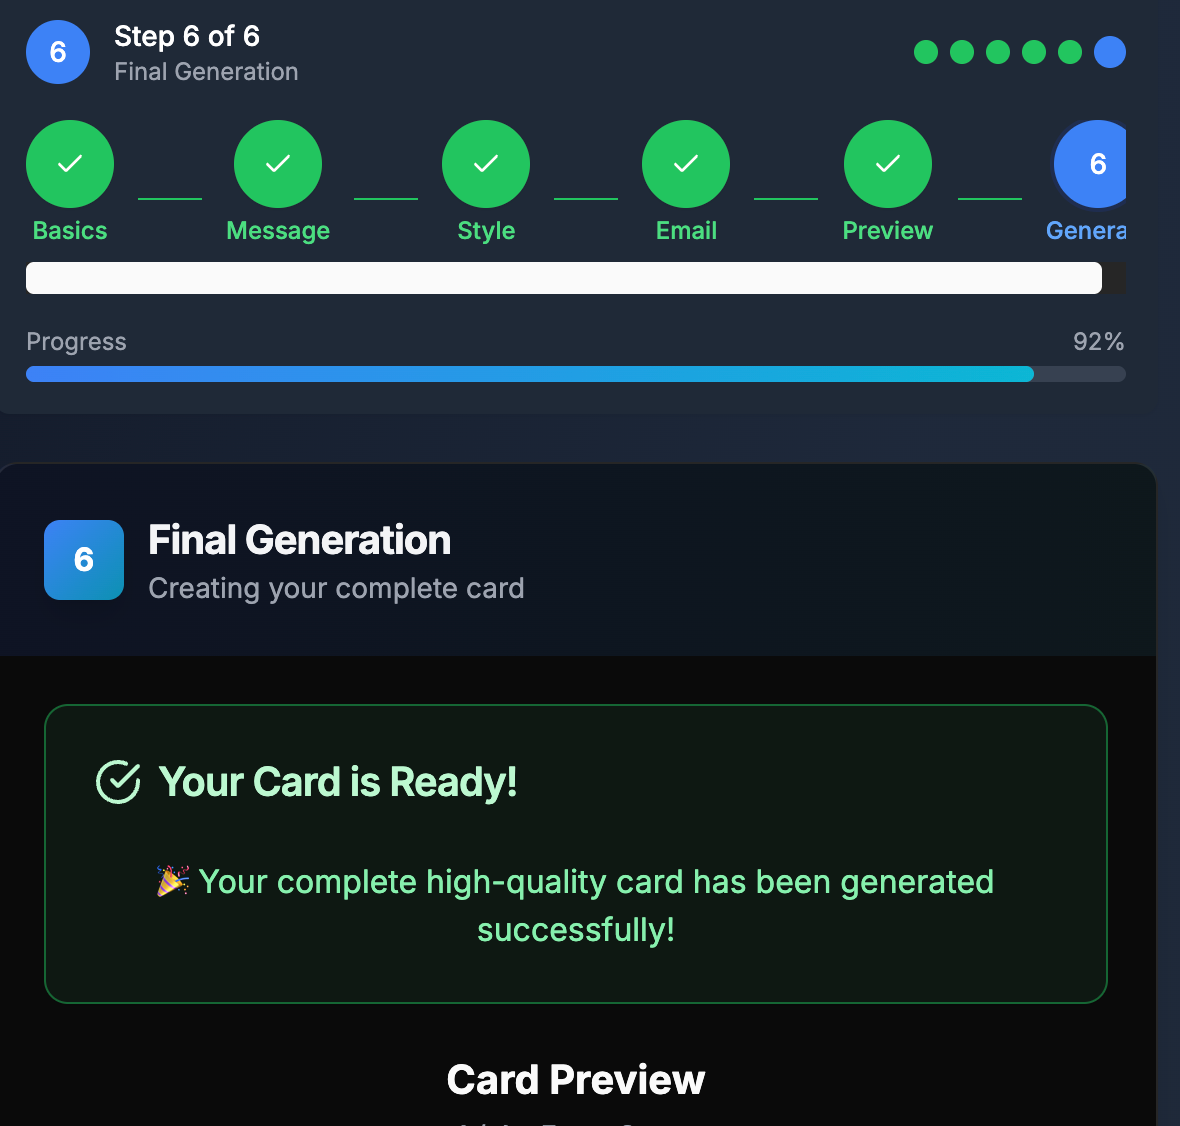 6
Step 6 of 6
Final Generation
6
Basics
Message
Style
Email
Preview
Genera
Progress
92%
6
Final Generation
Creating your complete card
Your Card is Ready!
🎉 Your complete high-quality card has been generated
successfully!
Card Preview